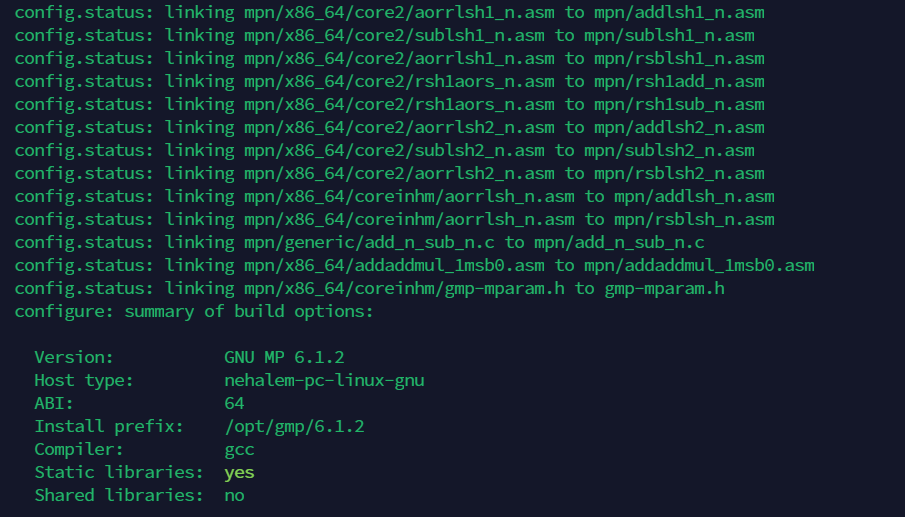 config.status: linking mpn/x86_64/core2/aorrlsh1_n.asm to mpn/addlsh1_n.asm
config.status: linking mpn/x86_64/core2/sublsh1_n.asm to mpn/sublsh1_n.asm
config.status: linking mpn/x86_64/core2/aorrlsh1_n.asm to mpn/rsblsh1_n.asm
config.status: linking mpn/x86_64/core2/rsh1aors_n.asm to mpn/rsh1add_n.asm
config.status: linking mpn/x86_64/core2/rsh1aors_n.asm to mpn/rsh1sub_n.asm
config.status: linking mpn/x86_64/core2/aorrlsh2_n.asm to mpn/addlsh2_n.asm
config.status: linking mpn/x86_64/core2/sublsh2_n.asm to mpn/sublsh2_n.asm
config.status: linking mpn/x86_64/core2/aorrlsh2_n.asm to mpn/rsblsh2_n.asm
config.status: linking mpn/x86_64/coreinhm/aorrlsh_n.asm to mpn/addlsh_n.asm
config.status: linking mpn/x86_64/coreinhm/aorrlsh_n.asm to mpn/rsblsh_n.asm
config.status: linking mpn/generic/add_n_sub_n.c to mpn/add_n_sub_n.c
config.status: linking mpn/x86_64/addaddmul_1msb0.asm to mpn/addaddmul_1msb0.asm
config.status: linking mpn/x86_64/coreinhm/gmp-mparam.h to gmp-mparam.h
configure: summary of build options:

  Version:           GNU MP 6.1.2
  Host type:         nehalem-pc-linux-gnu
  ABI:               64
  Install prefix:    /opt/gmp/6.1.2
  Compiler:          gcc
  Static libraries:  yes
  Shared libraries:  no